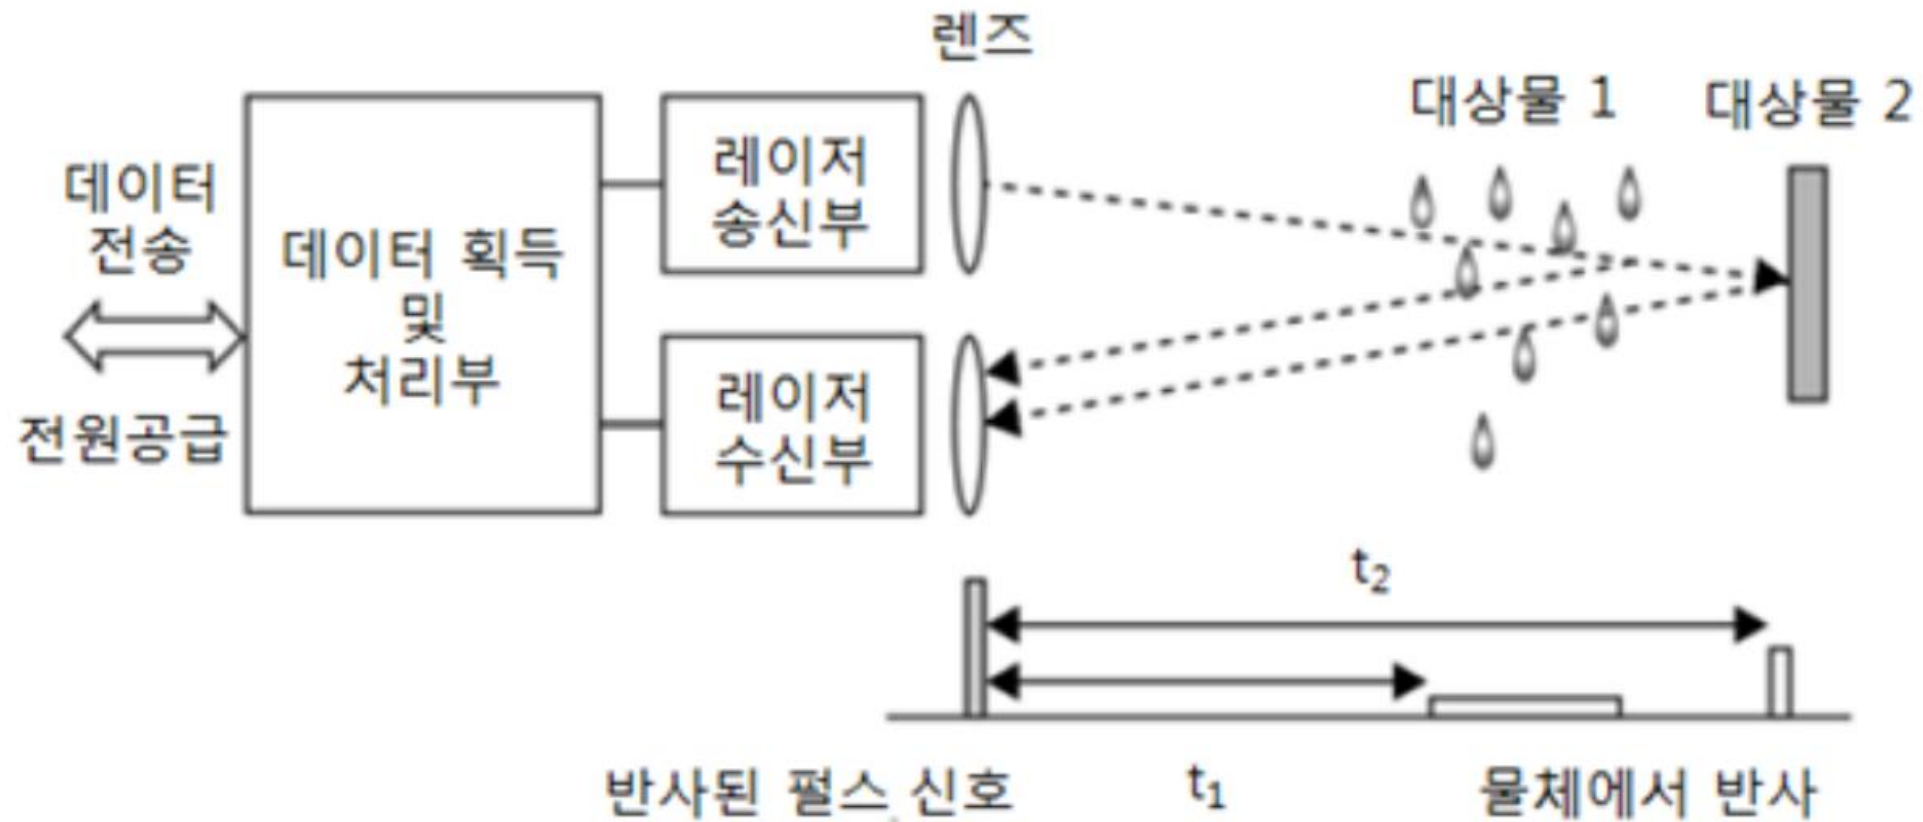 렌즈
대상물 1
대상물 2
데이터
전송
전원공급
데이터 획득
및
처리부
레이저
송신부
레이저
수신부
t₂
반사된 펄스 신호
t₁
물체에서 반사